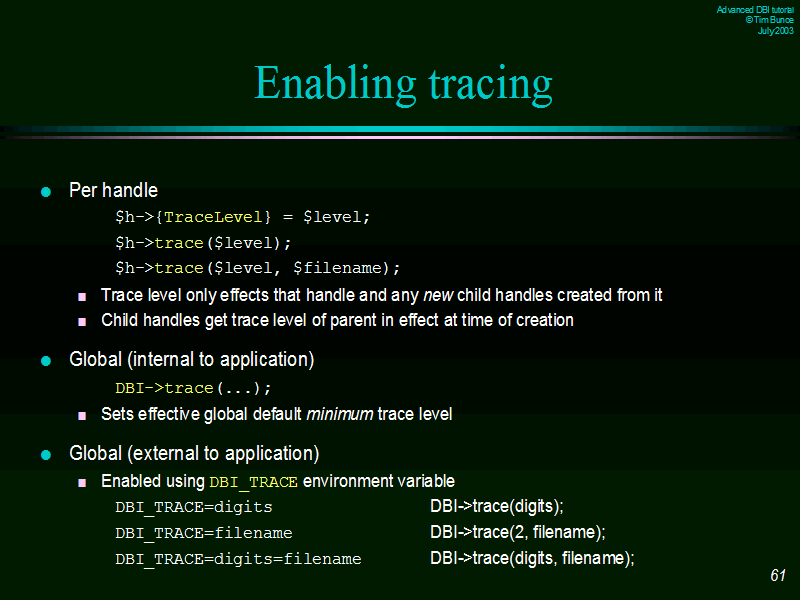 Advanced DBI tutorial
© Tim Bunce
July 2003
Enabling tracing
Per handle
$h->{TraceLevel} = $level;
$h->trace($level);
$h->trace($level, $filename);
Trace level only effects that handle and any new child handles created from it
Child handles get trace level of parent in effect at time of creation
Global (internal to application)
DBI->trace(...);
Sets effective global default minimum trace level
Global (external to application)
Enabled using DBI_TRACE environment variable
DBI_TRACE=digits DBI->trace(digits);
DBI_TRACE=filename DBI->trace(2, filename);
DBI_TRACE=digits=filename DBI->trace(digits, filename);
61